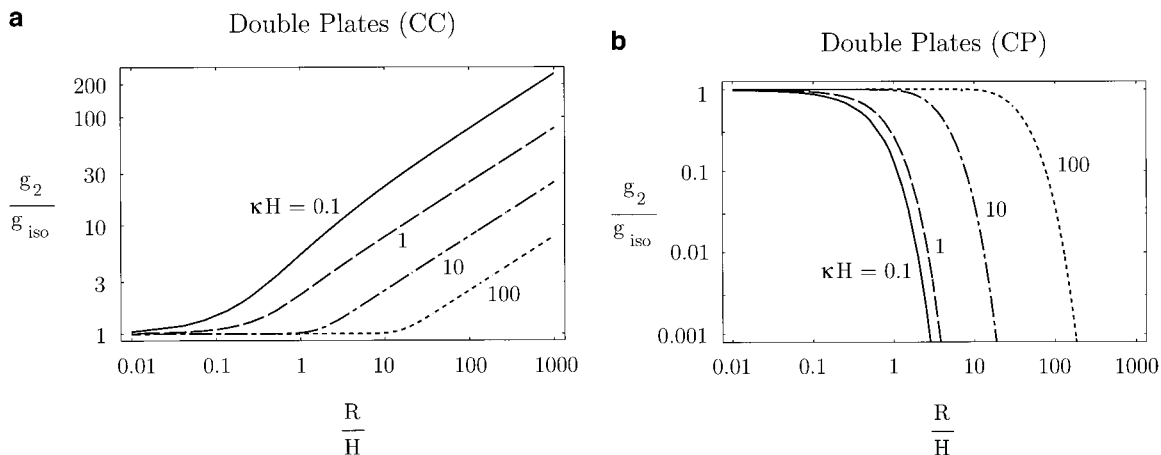 a
Double Plates (CC)
200
100
30
10
3
1
g₂
g iso
κH = 0.1
1
10
100
0.01 0.1 1 10 100 1000
R
H
b
Double Plates (CP)
1
0.1
0.01
0.001
g₂
g iso
κH = 0.1
1
10
100
0.01 0.1 1 10 100 1000
R
H